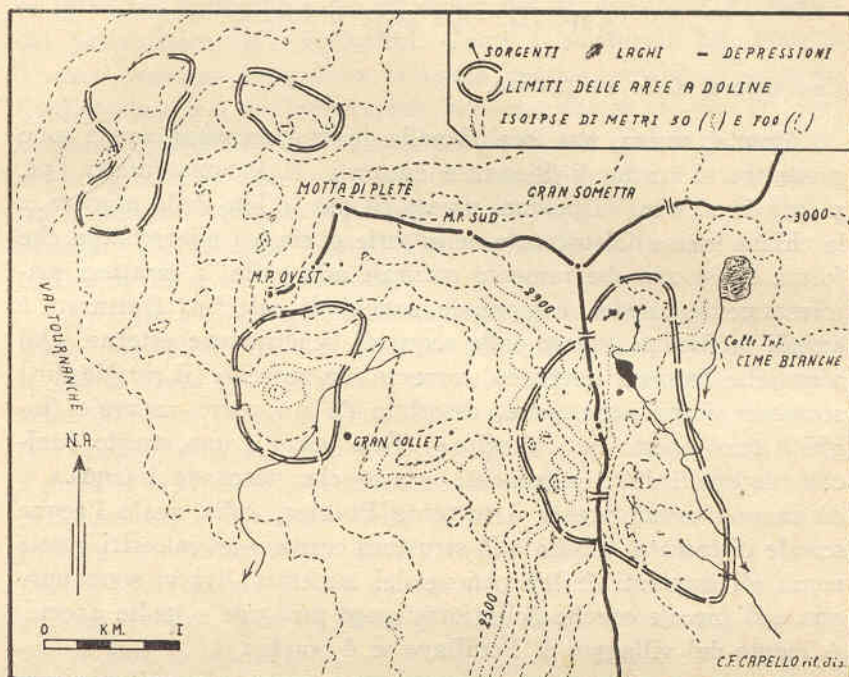 SORGENTI LAGHI - DEPRESSIONI
LIMITI DELLE AREE A DOLINE
ISOIPSE DI METRI 50 ( ) E 100 ( )
MOTTA DI PLETÈ
GRAN SOMETTA
M.P. SUD
3000
M.P. OVEST
2900
VALTOURNANCHE
Colle Inf.
CIME BIANCHE
GRAN COLLET
N.A.
2500
0 KM. 1
C.F. CAPELLO ril. dis.